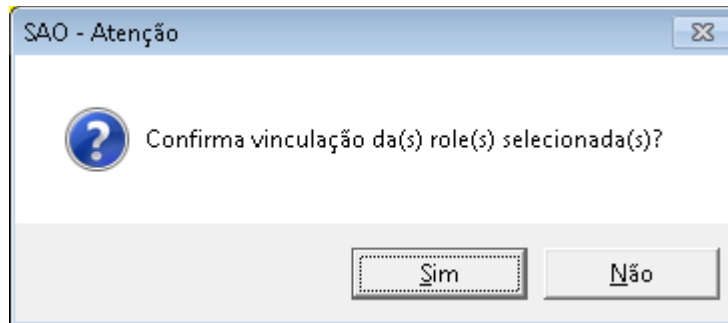 SAO - Atenção
Confirma vinculação da(s) role(s) selecionada(s)?
Sim
Não